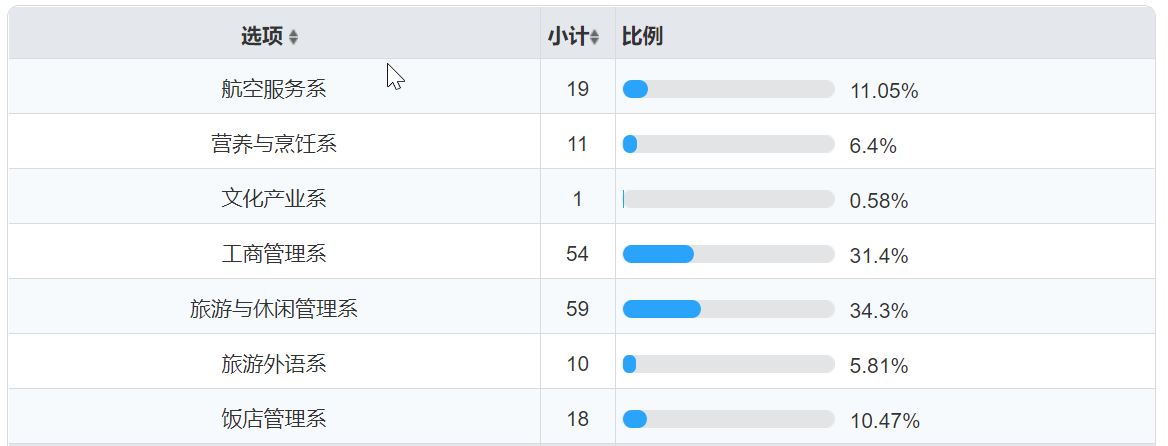 选项 小计 比例
航空服务系 19 11.05%
营养与烹饪系 11 6.4%
文化产业系 1 0.58%
工商管理系 54 31.4%
旅游与休闲管理系 59 34.3%
旅游外语系 10 5.81%
饭店管理系 18 10.47%